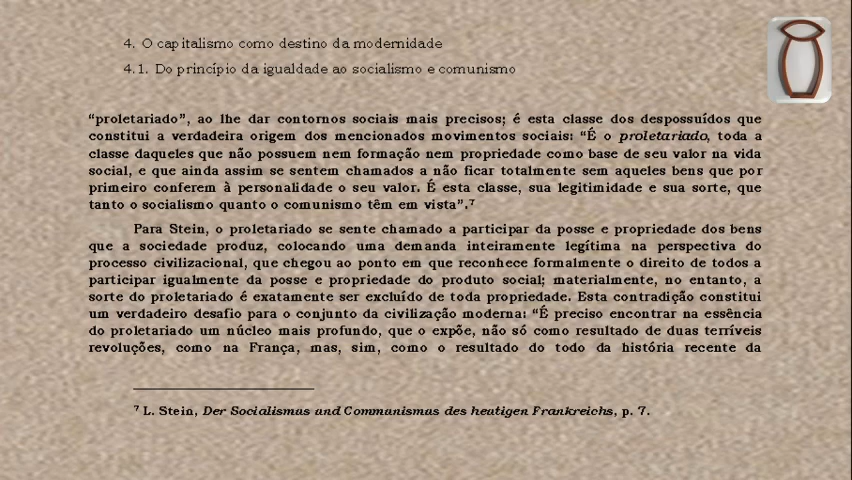 4. O capitalismo como destino da modernidade
4.1. Do princípio da igualdade ao socialismo e comunismo
“proletariado”, ao lhe dar contornos sociais mais precisos; é esta classe dos despossuídos que
constitui a verdadeira origem dos mencionados movimentos sociais: “É o proletariado, toda a
classe daqueles que não possuem nem formação nem propriedade como base de seu valor na vida
social, e que ainda assim se sentem chamados a não ficar totalmente sem aqueles bens que por
primeiro conferem à personalidade o seu valor. É esta classe, sua legitimidade e sua sorte, que
tanto o socialismo quanto o comunismo têm em vista”.⁷
Para Stein, o proletariado se sente chamado a participar da posse e propriedade dos bens
que a sociedade produz, colocando uma demanda inteiramente legítima na perspectiva do
processo civilizacional, que chegou ao ponto em que reconhece formalmente o direito de todos a
participar igualmente da posse e propriedade do produto social; materialmente, no entanto, a
sorte do proletariado é exatamente ser excluído de toda propriedade. Esta contradição constitui
um verdadeiro desafio para o conjunto da civilização moderna: “É preciso encontrar na essência
do proletariado um núcleo mais profundo, que o expõe, não só como resultado de duas terríveis
revoluções, como na França, mas, sim, como o resultado do todo da história recente da
⁷ L. Stein, Der Socialismus und Communismus des heutigen Frankreichs, p. 7.